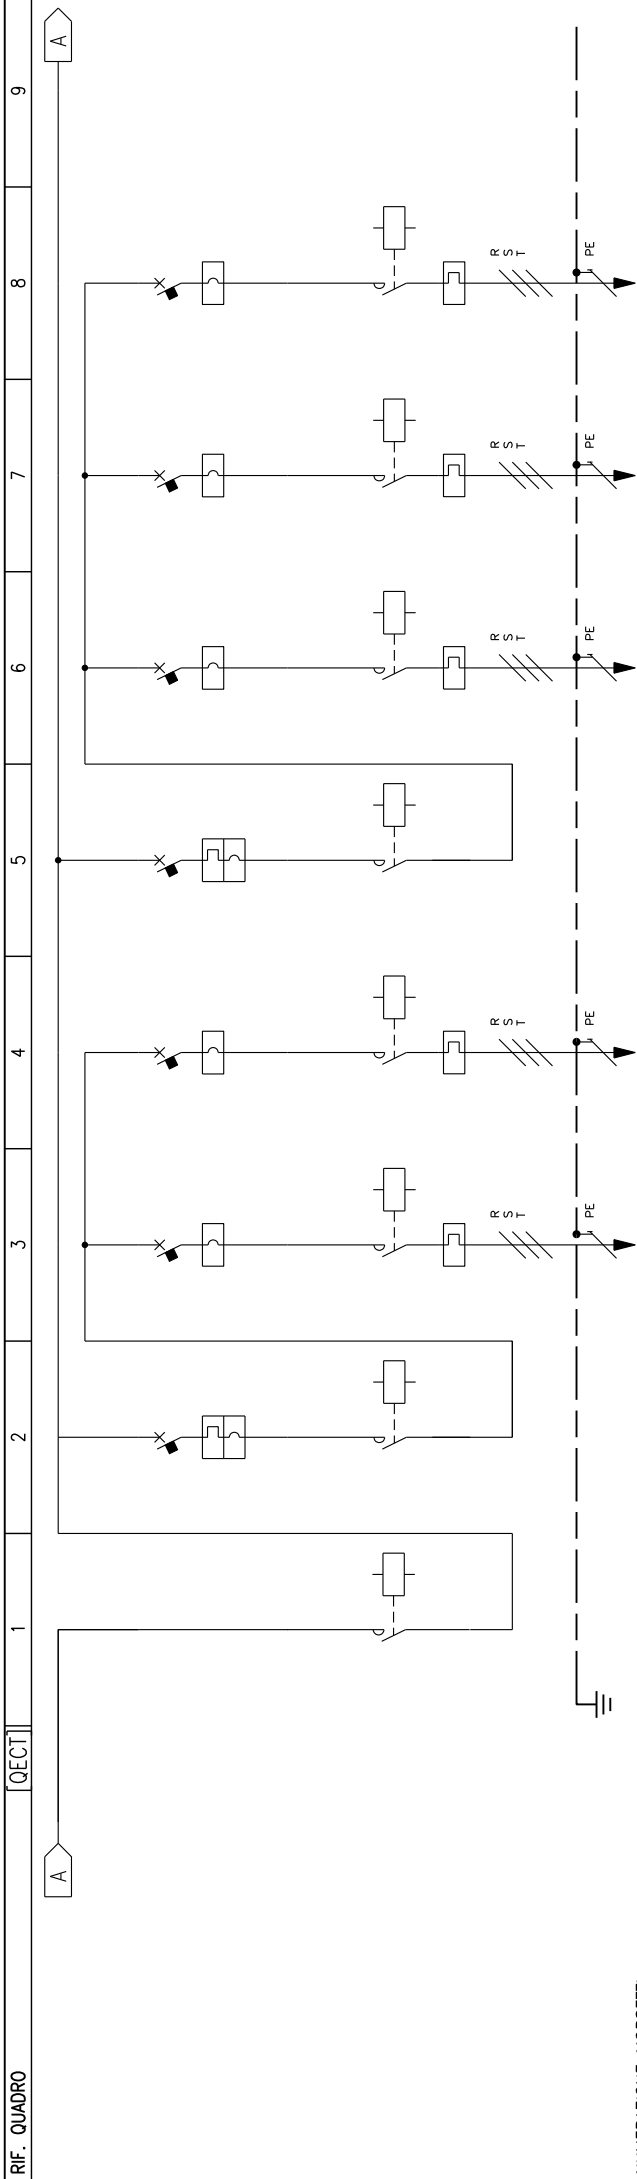 RIF. QUADRO [QECT] 1 2 3 4 5 6 7 8 9
A A
R R R R R
S S S S S
T T T T T
PE PE PE PE PE